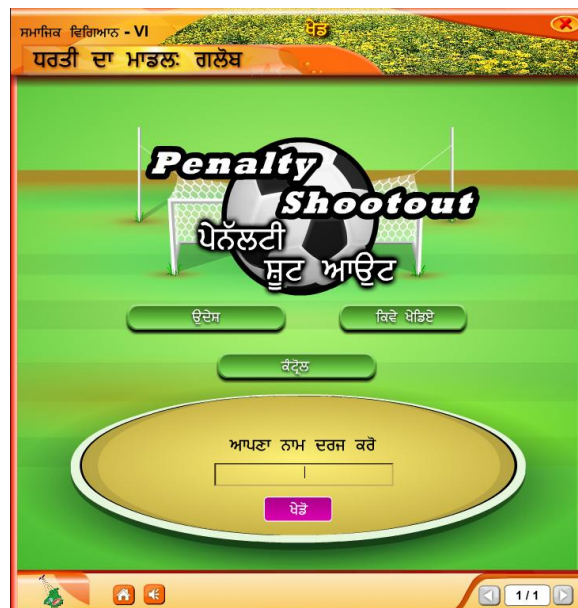 ਸਮਾਜਿਕ ਵਿਗਿਆਨ - VI
ਖੇਡ
ਧਰਤੀ ਦਾ ਮਾਡਲ: ਗਲੋਬ
Penalty
Shootout
ਪੇਨੱਲਟੀ
ਸ਼ੂਟ ਆਉਟ
ਉਦੇਸ
ਕਿਵੇ ਖੇਡਿਏ
ਕੰਟ੍ਰੋਲ
ਆਪਣਾ ਨਾਮ ਦਰਜ ਕਰੋ
ਖੇਡੋ
1/1